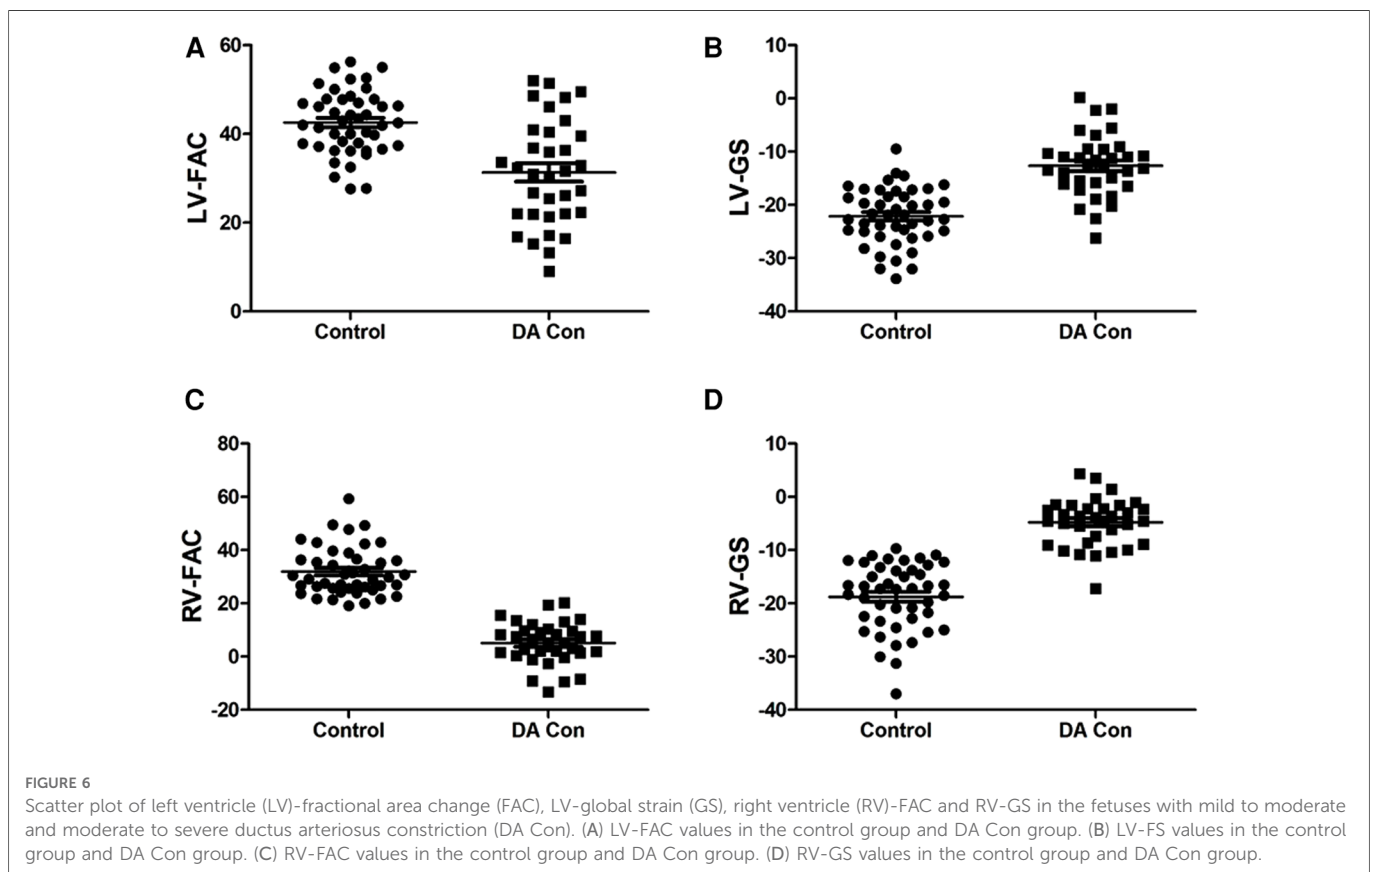 A
60
40
20
0
LV-FAC
Control
DA Con
B
10
0
-10
-20
-30
-40
LV-GS
Control
DA Con
C
80
60
40
20
0
-20
RV-FAC
Control
DA Con
D
10
0
-10
-20
-30
-40
RV-GS
Control
DA Con
FIGURE 6
Scatter plot of left ventricle (LV)-fractional area change (FAC), LV-global strain (GS), right ventricle (RV)-FAC and RV-GS in the fetuses with mild to moderate
and moderate to severe ductus arteriosus constriction (DA Con). (A) LV-FAC values in the control group and DA Con group. (B) LV-FS values in the control
group and DA Con group. (C) RV-FAC values in the control group and DA Con group. (D) RV-GS values in the control group and DA Con group.